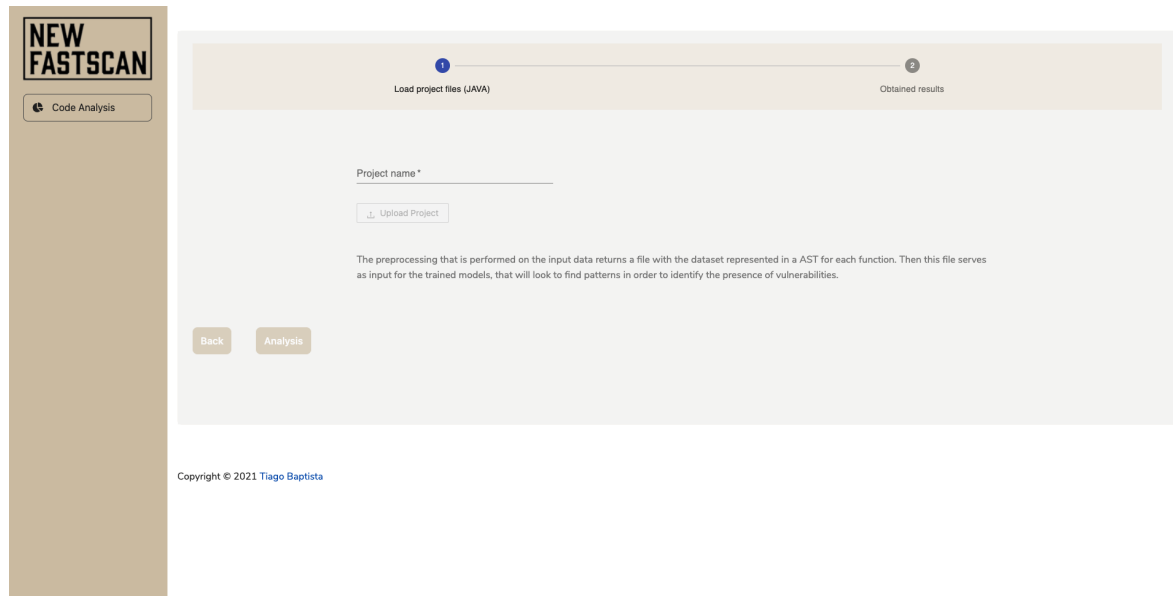 NEW
FASTSCAN
Code Analysis
1
2
Load project files (JAVA)
Obtained results
Project name *
Upload Project
The preprocessing that is performed on the input data returns a file with the dataset represented in a AST for each function. Then this file serves
as input for the trained models, that will look to find patterns in order to identify the presence of vulnerabilities.
Back
Analysis
Copyright © 2021 Tiago Baptista